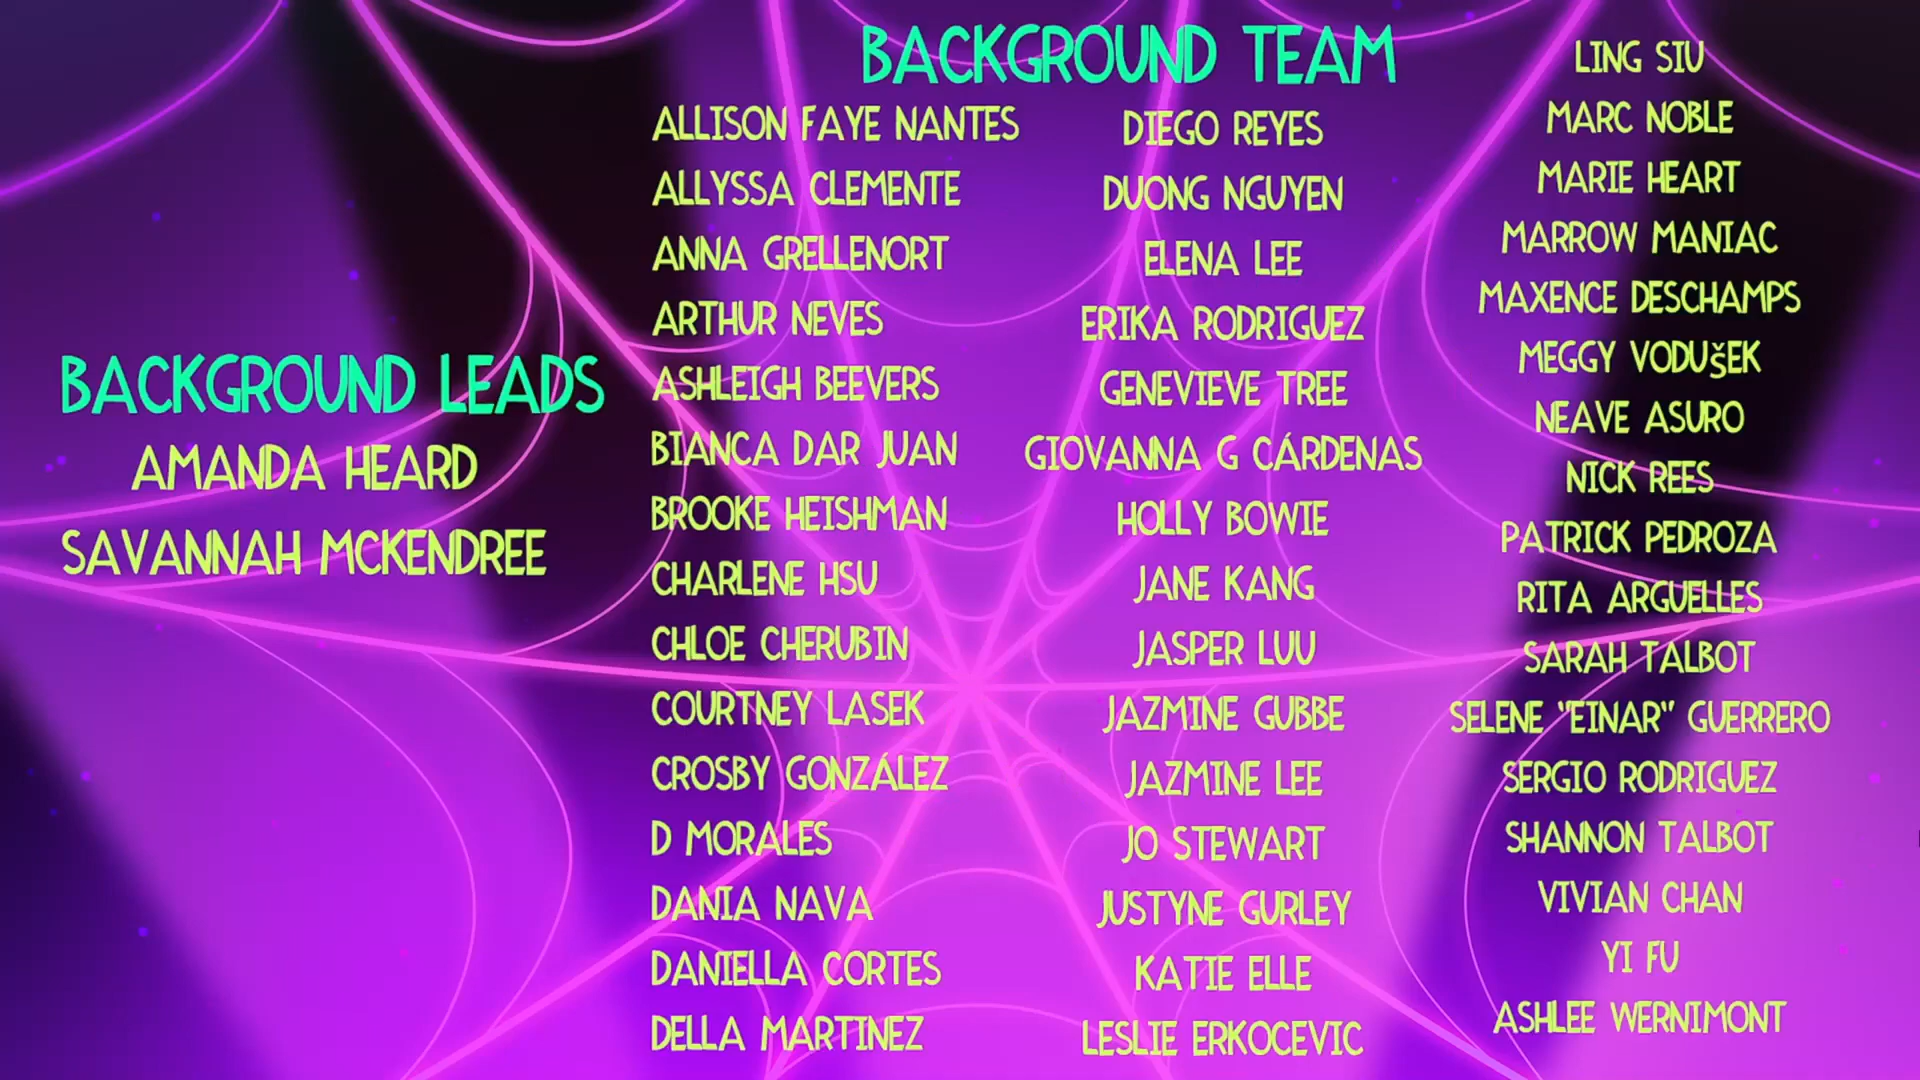 BACKGROUND LEADS
AMANDA HEARD
SAVANNAH MCKENDREE
BACKGROUND TEAM
ALLISON FAYE NANTES
ALLYSSA CLEMENTE
ANNA GRELLENORT
ARTHUR NEVES
ASHLEIGH BEEVERS
BIANCA DAR JUAN
BROOKE HEISHMAN
CHARLENE HSU
CHLOE CHERUBIN
COURTNEY LASEK
CROSBY GONZÁLEZ
D MORALES
DANIA NAVA
DANIELLA CORTES
DELLA MARTINEZ
DIEGO REYES
DUONG NGUYEN
ELENA LEE
ERIKA RODRIGUEZ
GENEVIEVE TREE
GIOVANNA G CÁRDENAS
HOLLY BOWIE
JANE KANG
JASPER LUU
JAZMINE GUBBE
JAZMINE LEE
JO STEWART
JUSTYNE GURLEY
KATIE ELLE
LESLIE ERKOCEVIC
LING SIU
MARC NOBLE
MARIE HEART
MARROW MANIAC
MAXENCE DESCHAMPS
MEGGY VODUšEK
NEAVE ASURO
NICK REES
PATRICK PEDROZA
RITA ARGUELLES
SARAH TALBOT
SELENE "EINAR" GUERRERO
SERGIO RODRIGUEZ
SHANNON TALBOT
VIVIAN CHAN
YI FU
ASHLEE WERNIMONT